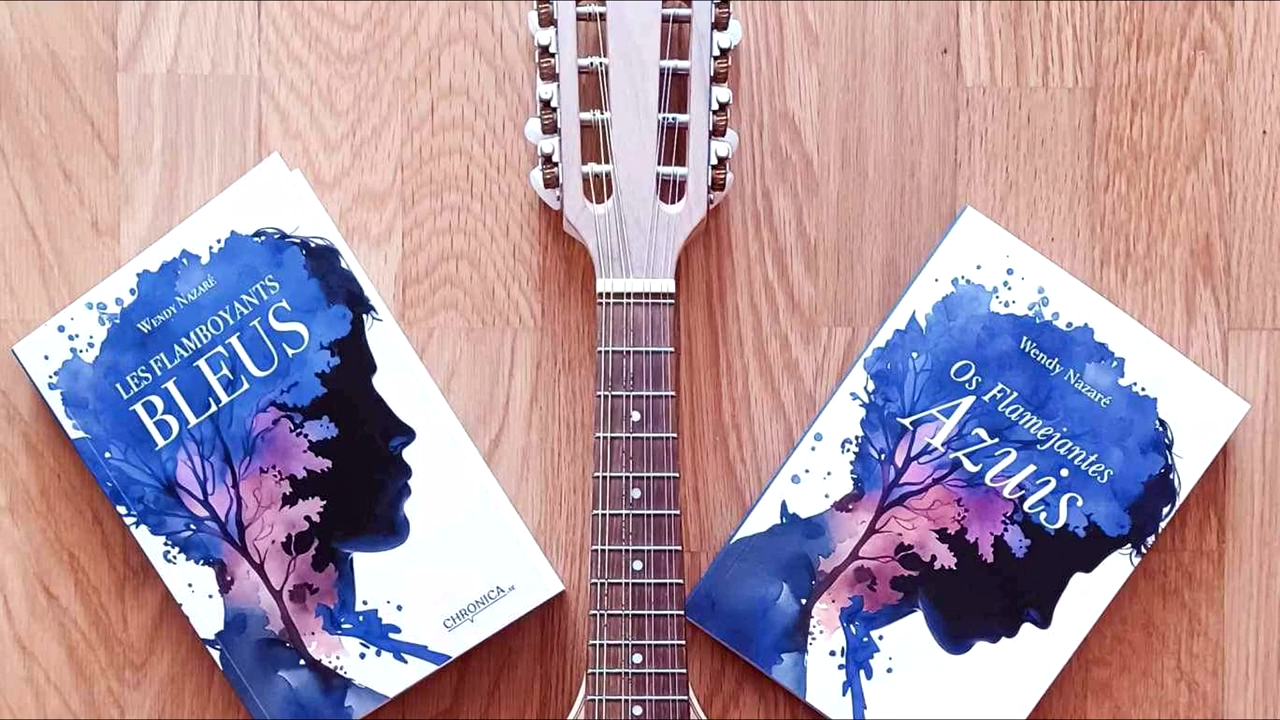 WENDY NAZARÉ
LES FLAMBOYANTS
BLEUS
CHRONICA
Wendy Nazaré
Os Flamejantes
Azuis